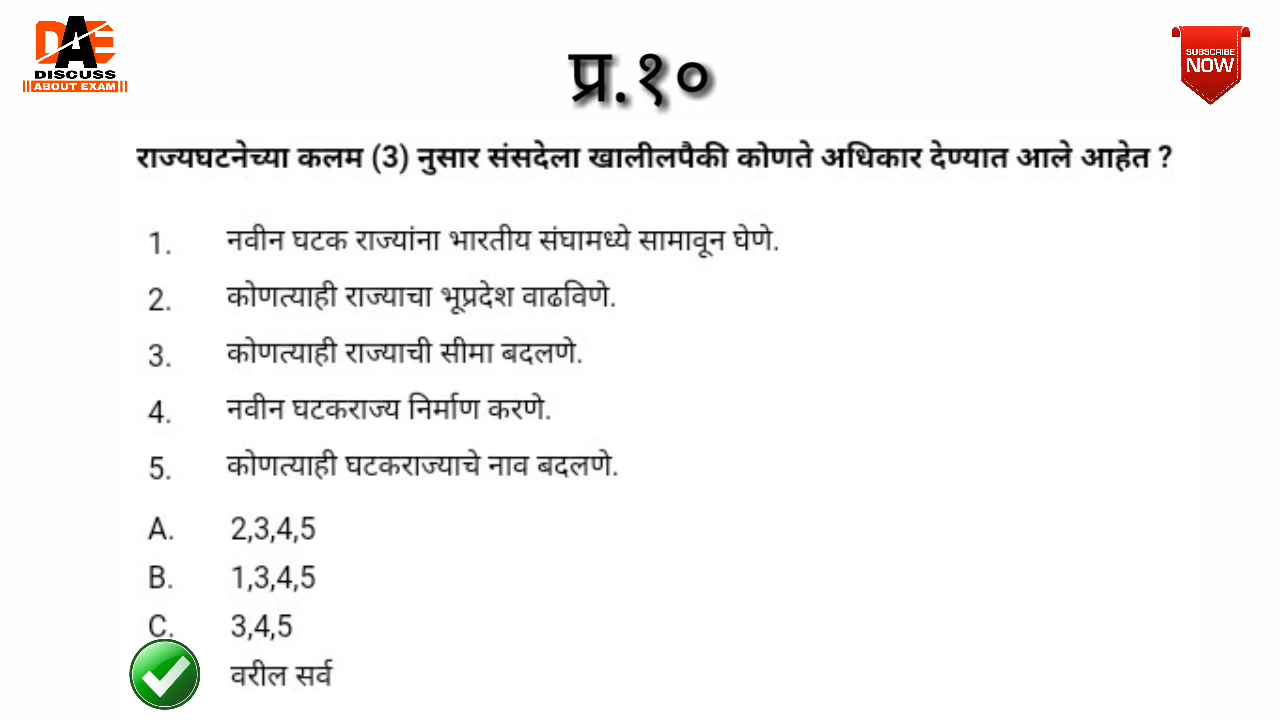 DAE
DISCUSS
ABOUT EXAM
SUBSCRIBE
NOW
प्र.१०
राज्यघटनेच्या कलम (3) नुसार संसदेला खालीलपैकी कोणते अधिकार देण्यात आले आहेत ?
1. नवीन घटक राज्यांना भारतीय संघामध्ये सामावून घेणे.
2. कोणत्याही राज्याचा भूप्रदेश वाढविणे.
3. कोणत्याही राज्याची सीमा बदलणे.
4. नवीन घटकराज्य निर्माण करणे.
5. कोणत्याही घटकराज्याचे नाव बदलणे.
A. 2,3,4,5
B. 1,3,4,5
C. 3,4,5
वरील सर्व